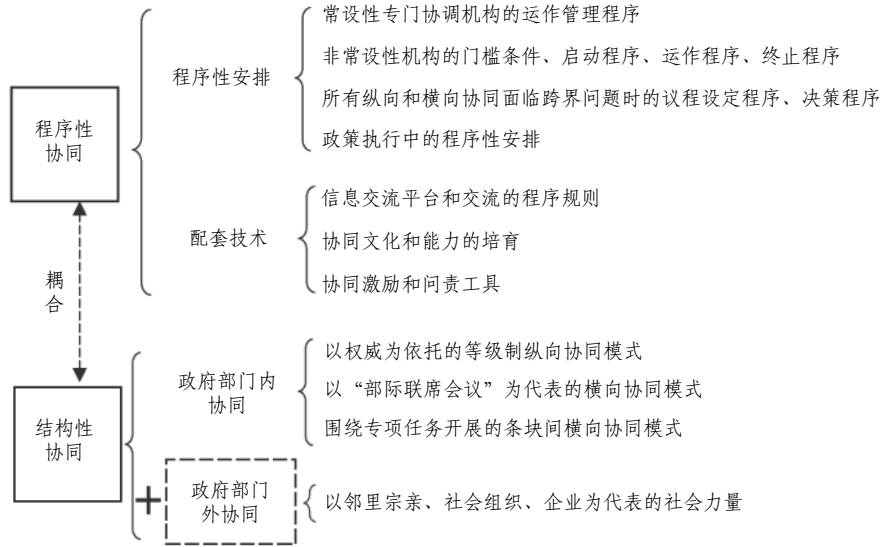 常设性专门协调机构的运作管理程序
非常设性机构的门槛条件、启动程序、运作程序、终止程序
程序性安排
所有纵向和横向协同面临跨界问题时的议程设定程序、决策程序
政策执行中的程序性安排
程序性
协同
信息交流平台和交流的程序规则
配套技术
协同文化和能力的培育
协同激励和问责工具
耦
合
以权威为依托的等级制纵向协同模式
政府部门内
协同
以“部际联席会议”为代表的横向协同模式
围绕专项任务开展的条块间横向协同模式
结构性
协同
+
政府部门
外协同
以邻里宗亲、社会组织、企业为代表的社会力量